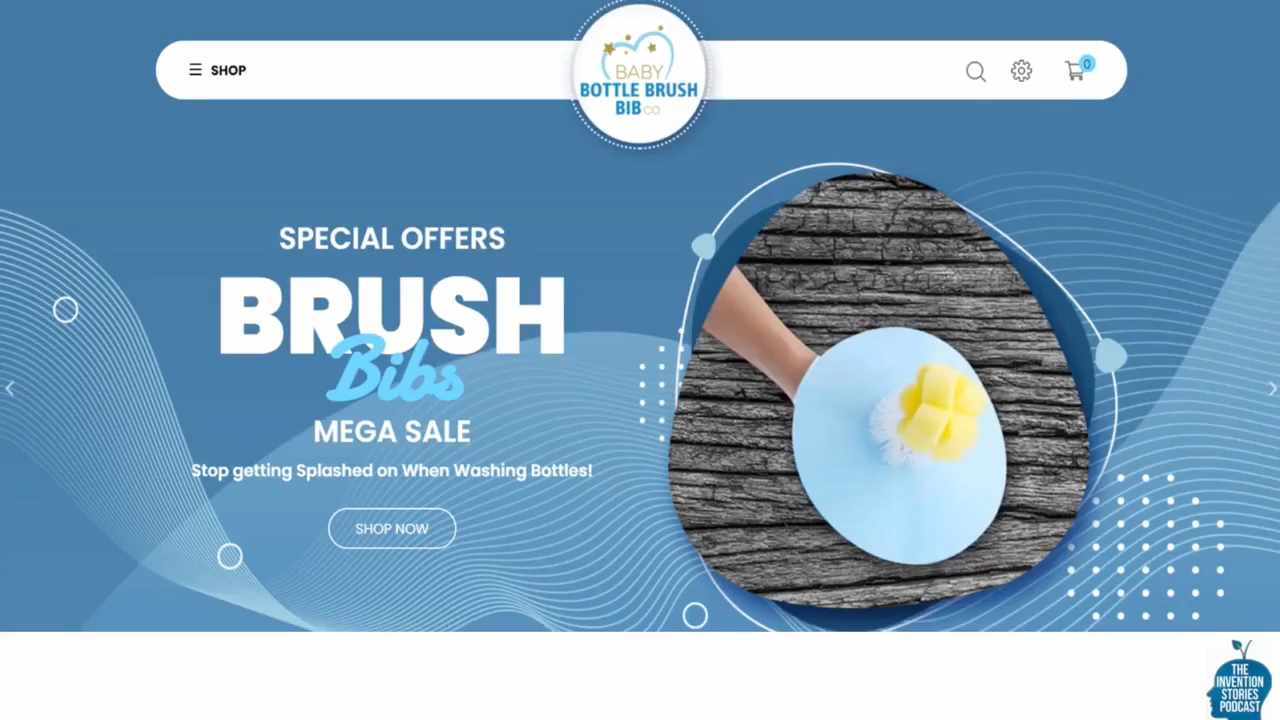 SHOP
BABY
BOTTLE BRUSH
BIB CO
0
SPECIAL OFFERS
BRUSH
Bibs
MEGA SALE
Stop getting Splashed on When Washing Bottles!
SHOP NOW
THE
INVENTION
STORIES
PODCAST